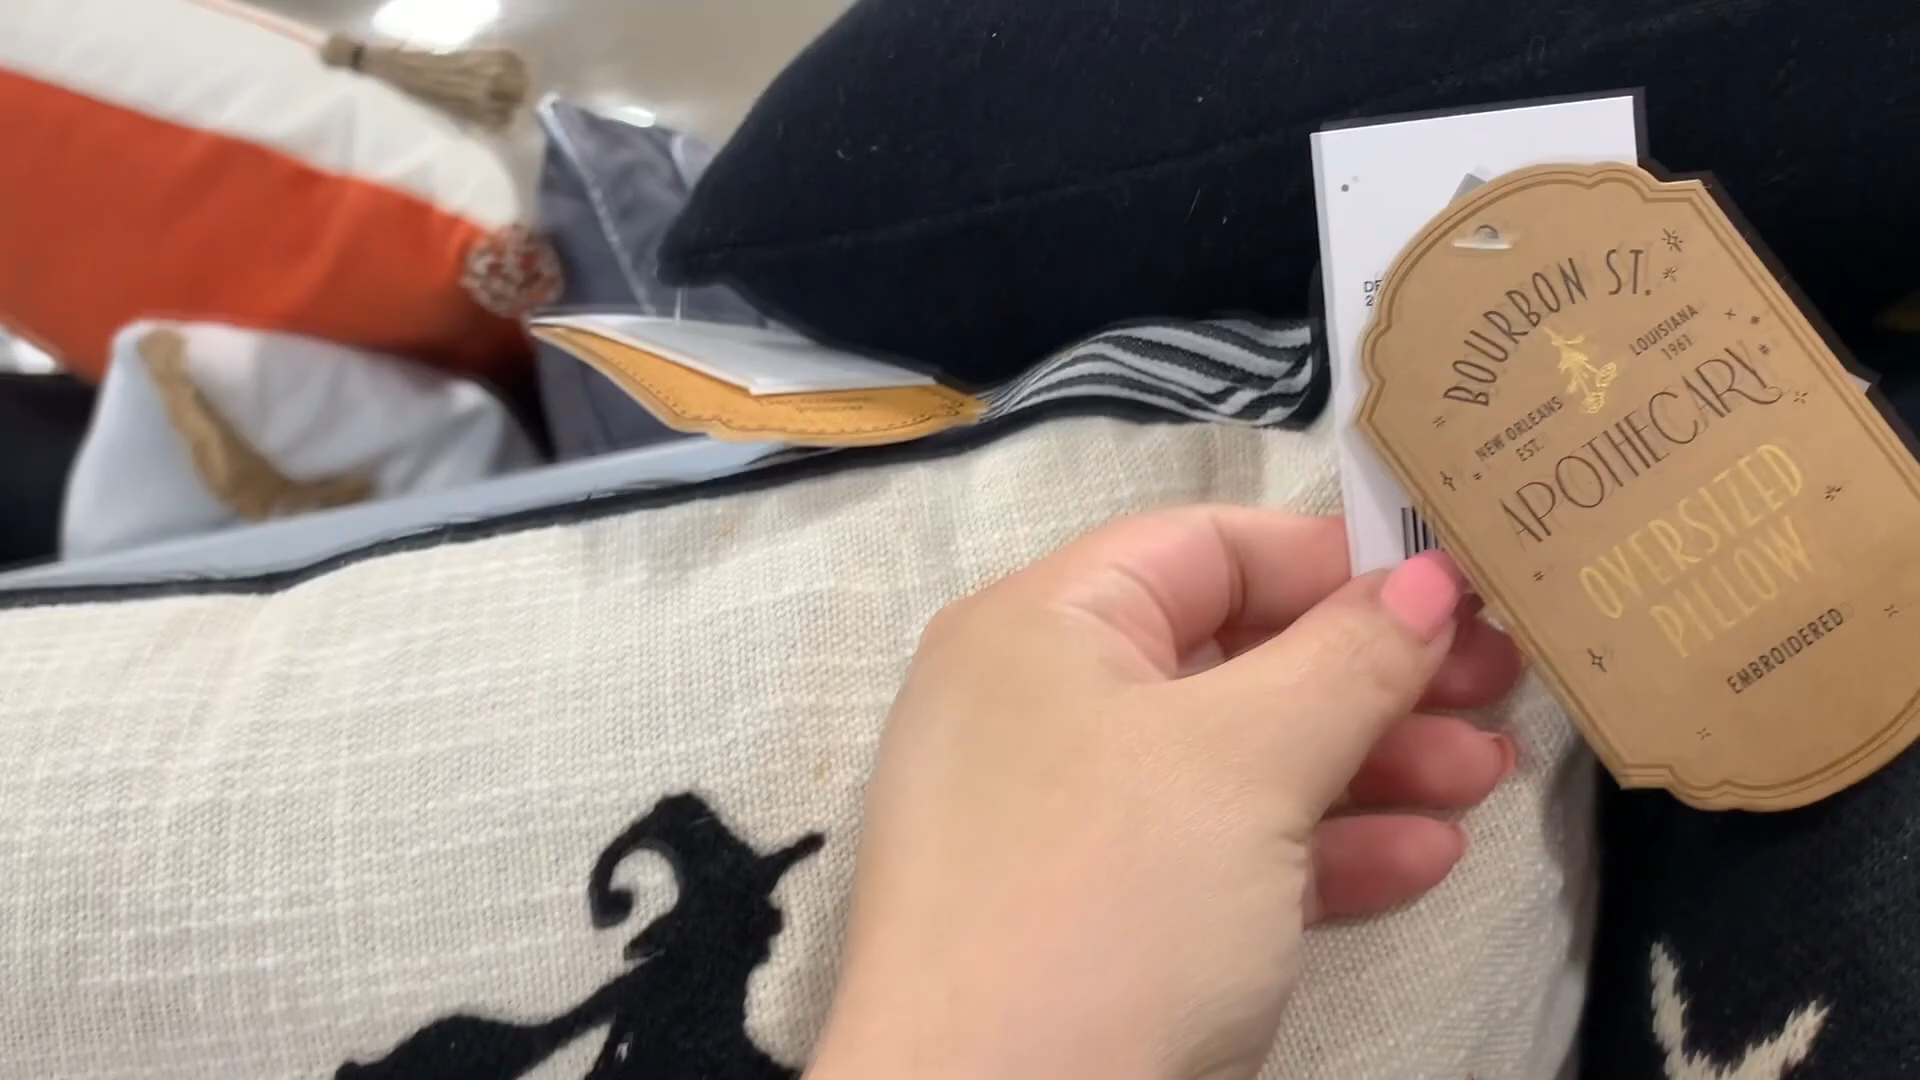 BOURBON ST.
LOUISIANA
1961
NEW ORLEANS
EST.
APOTHECARY
OVERSIZED
PILLOW
EMBROIDERED